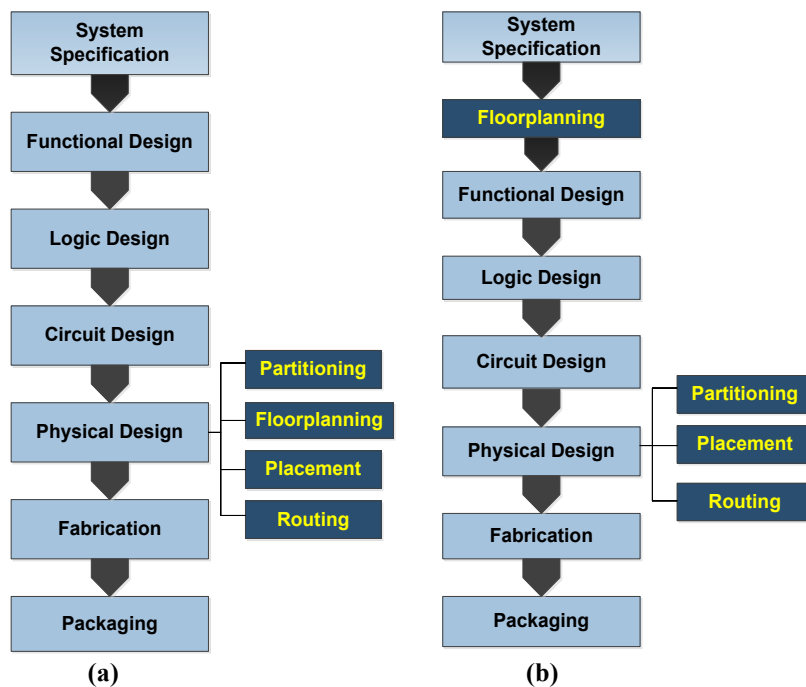 System
Specification
Functional Design
Logic Design
Circuit Design
Physical Design
Fabrication
Packaging
Partitioning
Floorplanning
Placement
Routing
(a)
System
Specification
Floorplanning
Functional Design
Logic Design
Circuit Design
Physical Design
Fabrication
Packaging
Partitioning
Placement
Routing
(b)